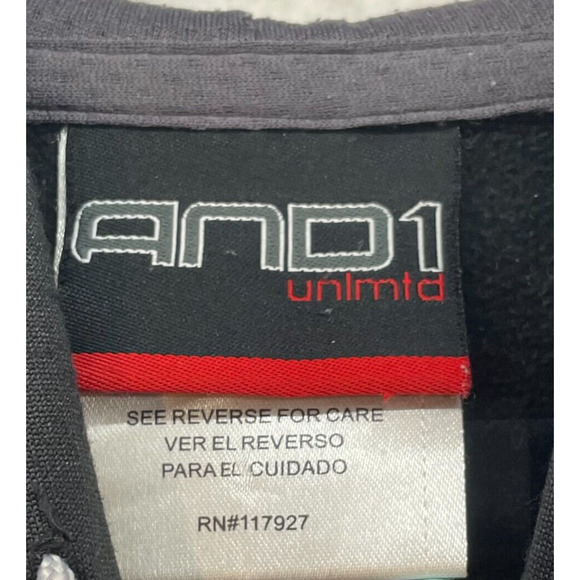 AND1
unlmtd
SEE REVERSE FOR CARE
VER EL REVERSO
PARA EL CUIDADO
RN#117927